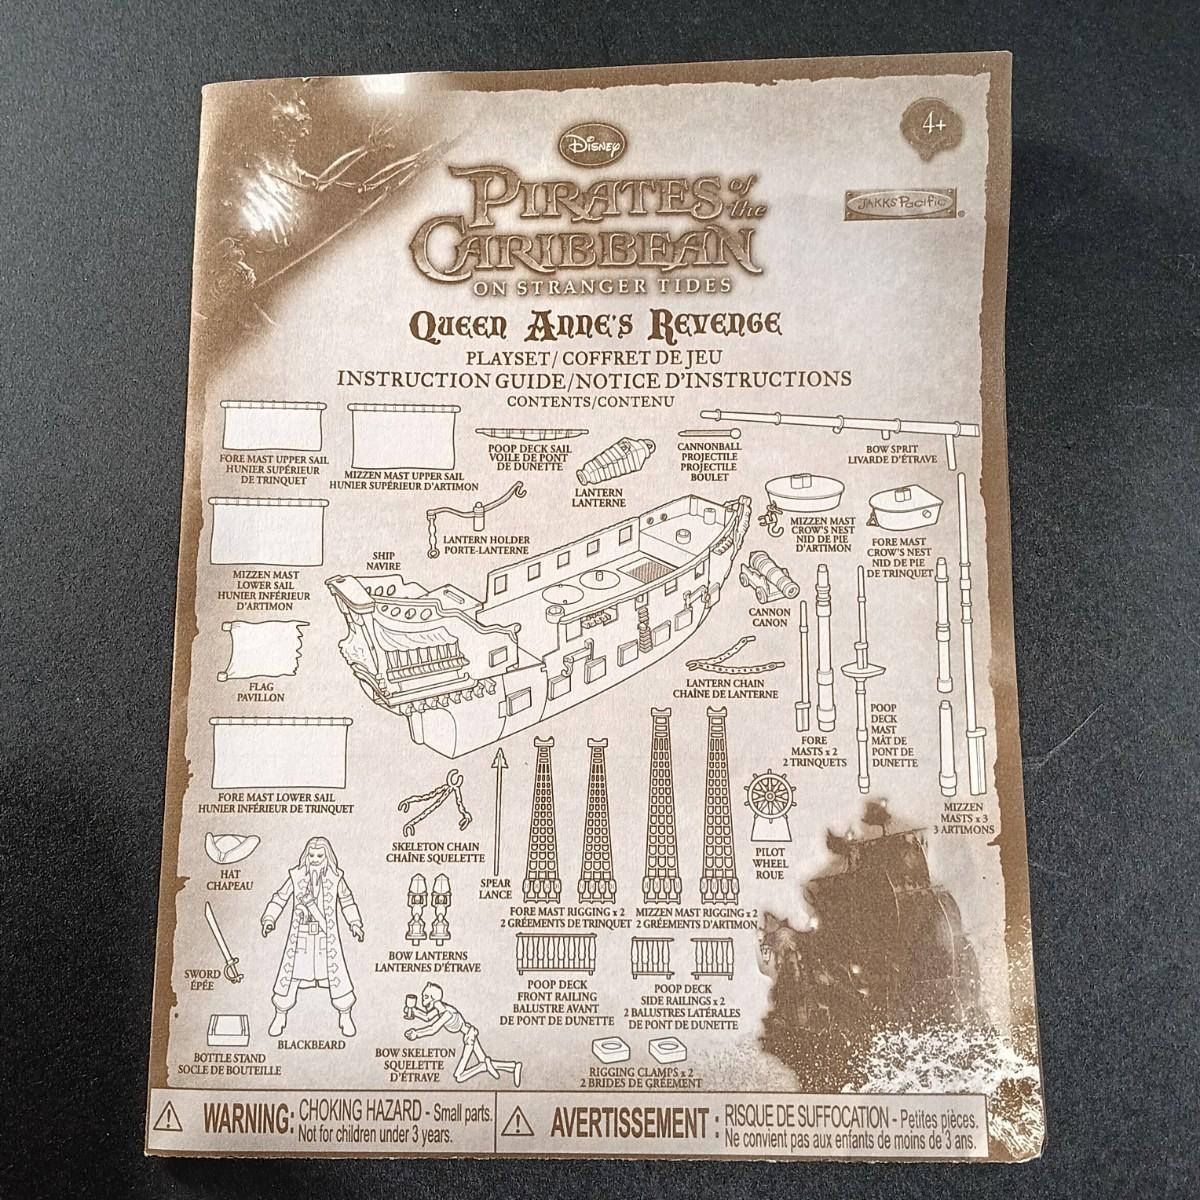 4+
Disney
JAKKS Pacific®
PIRATES of the
CARIBBEAN
ON STRANGER TIDES
QUEEN ANNE'S REVENGE
PLAYSET/COFFRET DE JEU
INSTRUCTION GUIDE/NOTICE D'INSTRUCTIONS
CONTENTS/CONTENU
FORE MAST UPPER SAIL
HUNIER SUPÉRIEUR
DE TRINQUET
MIZZEN MAST UPPER SAIL
HUNIER SUPÉRIEUR D'ARTIMON
POOP DECK SAIL
VOILE DE PONT
DE DUNETTE
LANTERN
LANTERNE
CANNONBALL
PROJECTILE
PROJECTILE
BOULET
BOW SPRIT
LIVARDE D'ÉTRAVE
MIZZEN MAST
LOWER SAIL
HUNIER INFÉRIEUR
D'ARTIMON
LANTERN HOLDER
PORTE-LANTERNE
SHIP
NAVIRE
MIZZEN MAST
CROW'S NEST
NID DE PIE
D'ARTIMON
FORE MAST
CROW'S NEST
NID DE PIE
DE TRINQUET
CANNON
CANON
FLAG
PAVILLON
LANTERN CHAIN
CHAÎNE DE LANTERNE
FORE
MASTS x 2
2 TRINQUETS
POOP
DECK
MAST
MÂT DE
PONT DE
DUNETTE
MIZZEN
MASTS x 3
3 ARTIMONS
FORE MAST LOWER SAIL
HUNIER INFÉRIEUR DE TRINQUET
SKELETON CHAIN
CHAÎNE SQUELETTE
SPEAR
LANCE
PILOT
WHEEL
ROUE
HAT
CHAPEAU
FORE MAST RIGGING x 2
2 GRÉEMENTS DE TRINQUET
MIZZEN MAST RIGGING x 2
2 GRÉEMENTS D'ARTIMON
BOW LANTERNS
LANTERNES D'ÉTRAVE
SWORD
ÉPÉE
POOP DECK
FRONT RAILING
BALUSTRE AVANT
DE PONT DE DUNETTE
POOP DECK
SIDE RAILINGS x 2
2 BALUSTRES LATÉRALES
DE PONT DE DUNETTE
BOTTLE STAND
SOCLE DE BOUTEILLE
BLACKBEARD
BOW SKELETON
SQUELETTE
D'ÉTRAVE
RIGGING CLAMPS x 2
2 BRIDES DE GRÉEMENT
WARNING: CHOKING HAZARD - Small parts.
Not for children under 3 years.
AVERTISSEMENT : RISQUE DE SUFFOCATION - Petites pièces.
Ne convient pas aux enfants de moins de 3 ans.